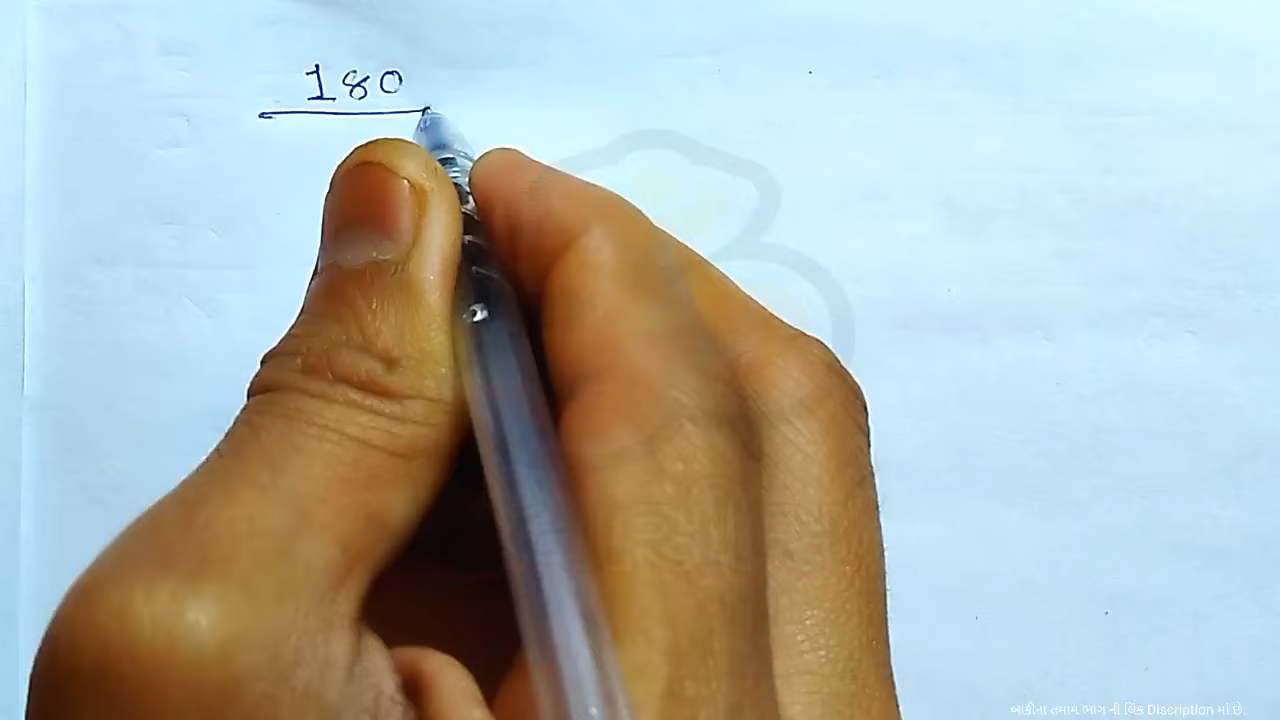 180
બાકીના તમામ ભાગ ની લિંક Discription માં છે.